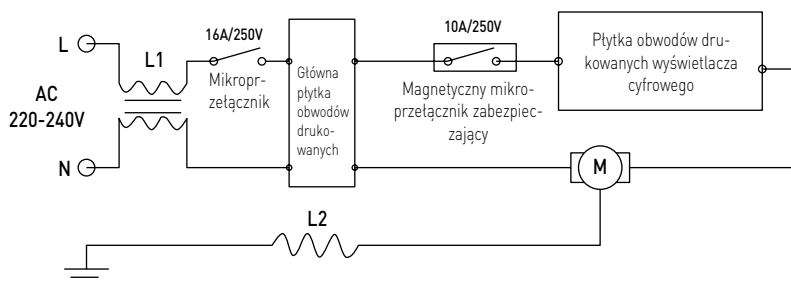 L
L1
16A/250V
Mikropr-
zełącznik
AC
220-240V
N
Główna
płytka
obwodów
druko-
wanych
10A/250V
Magnetyczny mikro-
przełącznik zabezpiec-
zający
Płytka obwodów dru-
kowanych wyświetlacza
cyfrowego
M
L2